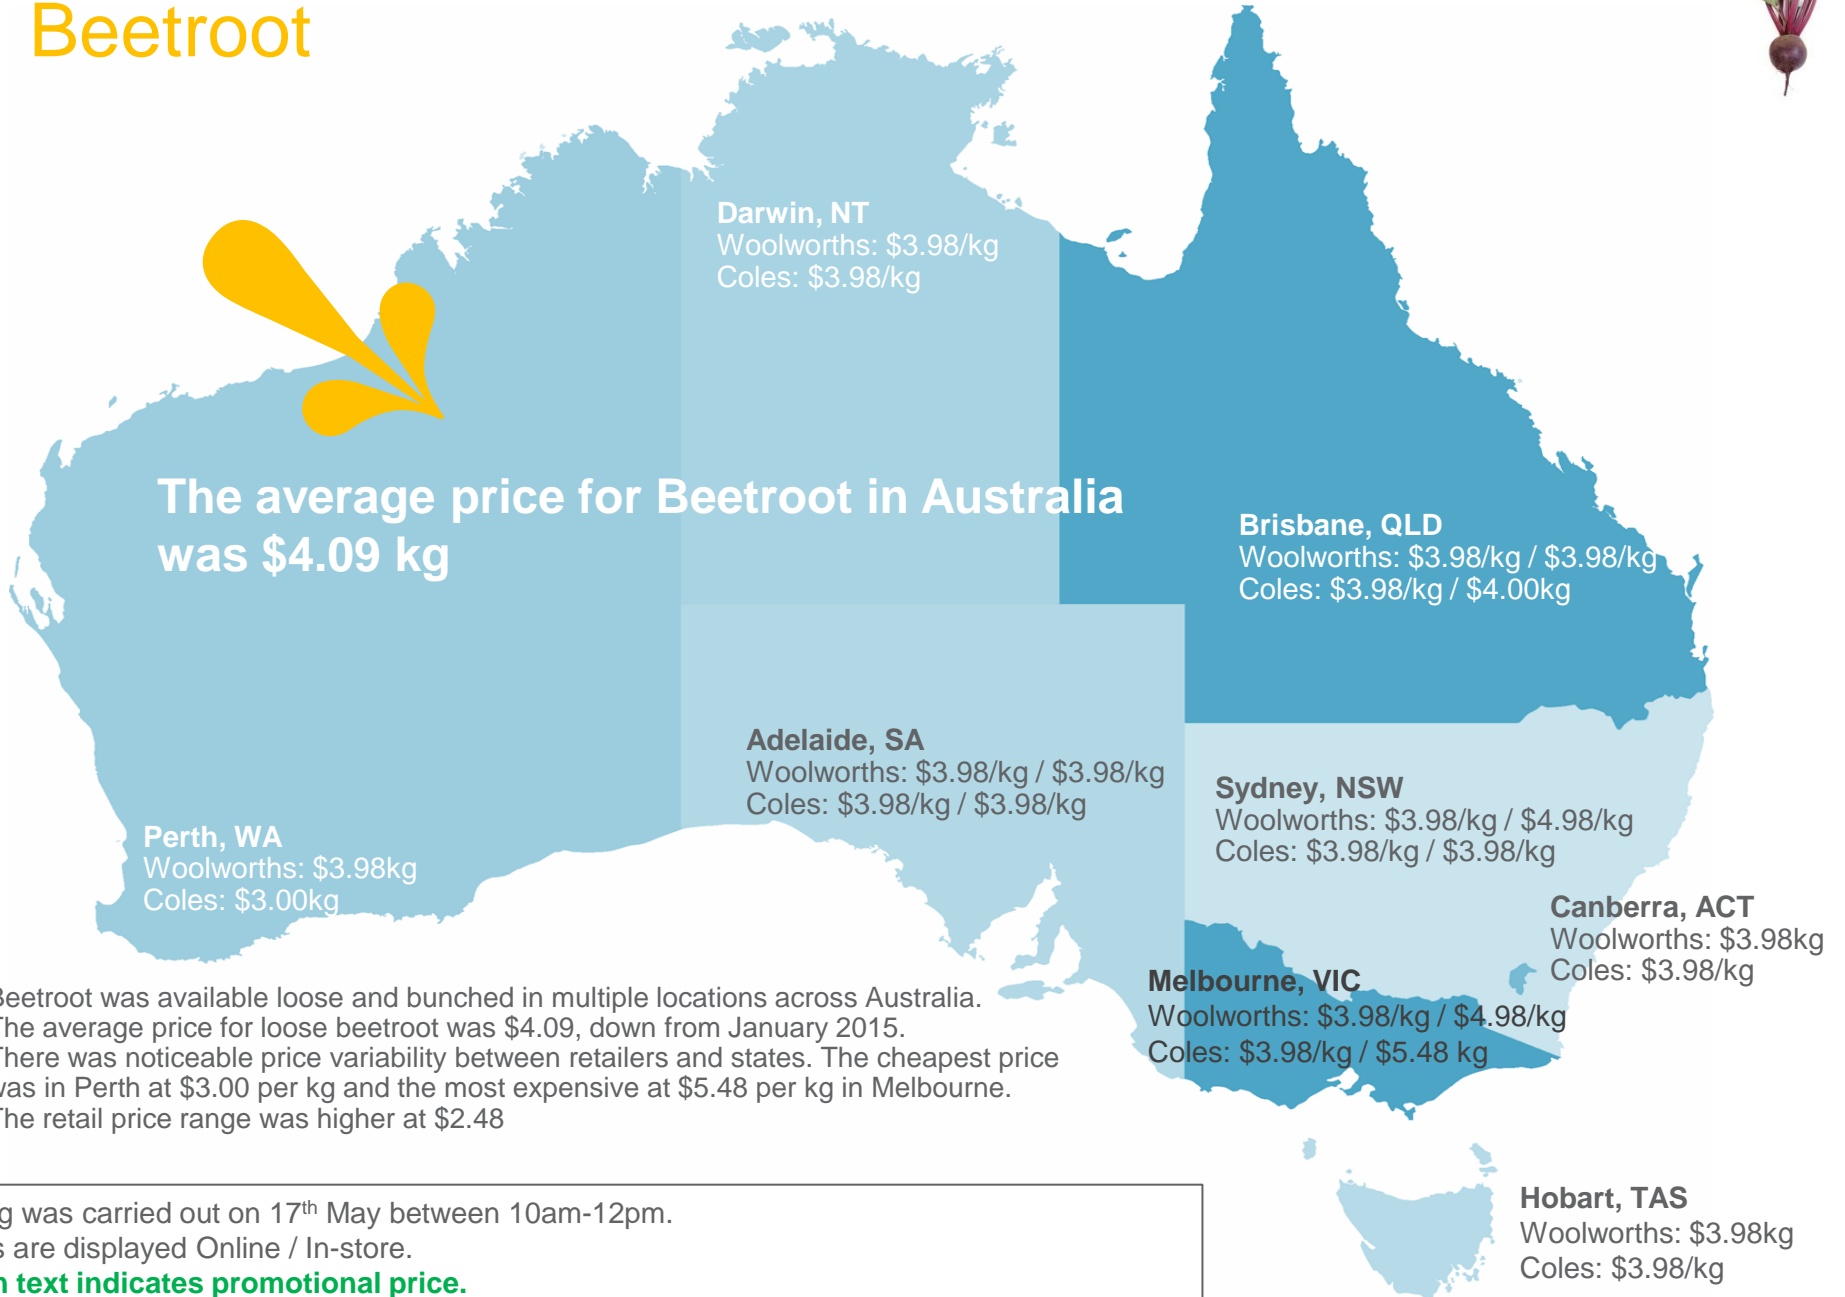 Beetroot
Darwin, NT
Woolworths: $3.98/kg
Coles: $3.98/kg
The average price for Beetroot in Australia
was $4.09 kg
Brisbane, QLD
Woolworths: $3.98/kg / $3.98/kg
Coles: $3.98/kg / $4.00kg
Adelaide, SA
Woolworths: $3.98/kg / $3.98/kg
Coles: $3.98/kg / $3.98/kg
Sydney, NSW
Woolworths: $3.98/kg / $4.98/kg
Coles: $3.98/kg / $3.98/kg
Perth, WA
Woolworths: $3.98kg
Coles: $3.00kg
Canberra, ACT
Woolworths: $3.98kg
Coles: $3.98/kg
Melbourne, VIC
Woolworths: $3.98/kg / $4.98/kg
Coles: $3.98/kg / $5.48 kg
Beetroot was available loose and bunched in multiple locations across Australia.
The average price for loose beetroot was $4.09, down from January 2015.
There was noticeable price variability between retailers and states. The cheapest price
was in Perth at $3.00 per kg and the most expensive at $5.48 per kg in Melbourne.
The retail price range was higher at $2.48
Hobart, TAS
Woolworths: $3.98kg
Coles: $3.98/kg
was carried out on 17th May between 10am-12pm.
are displayed Online / In-store.
text indicates promotional price.